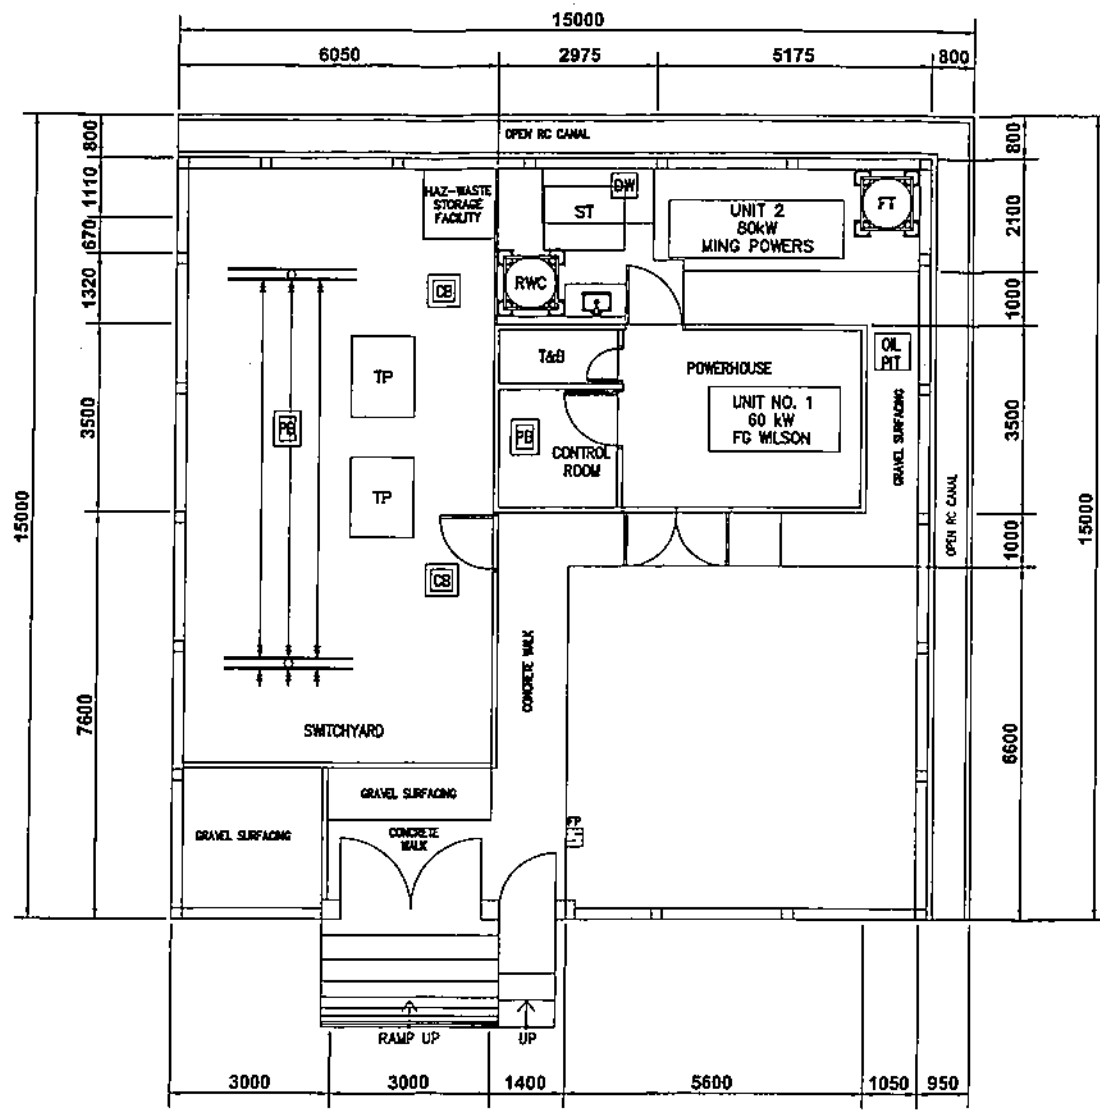 15000
6050 2975 5175 800
OPEN RC CANAL
800
1110
670
1320
3500
7600
15000
HAZ-WASTE
STORAGE
FACILITY
DW
ST
UNIT 2
80kW
MING POWERS
FT
RWC
CB
T&B
POWERHOUSE
OIL
PIT
TP
UNIT NO. 1
60 kW
FG WILSON
PB
PB
CONTROL
ROOM
GRAVEL SURFACING
TP
OPEN RC CANAL
CB
CONCRETE WALK
SWITCHYARD
GRAVEL SURFACING
GRAVEL SURFACING
CONCRETE
WALK
FP
800
2100
1000
3500
1000
6600
15000
RAMP UP
UP
3000 3000 1400 5600 1050 950